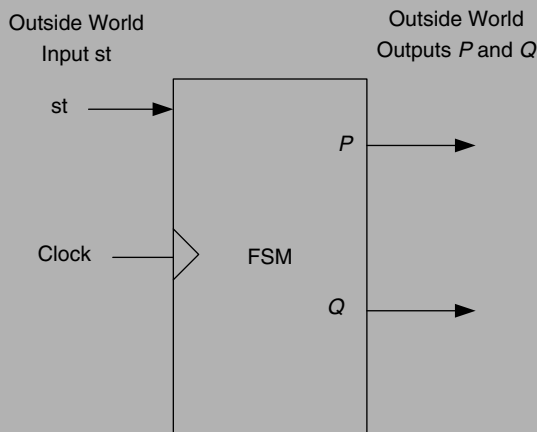 Outside World
Input st
Outside World
Outputs P and Q
st
P
Clock
FSM
Q